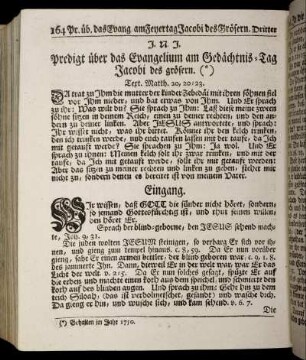 164 Pr. üb. das Evang. am Feyertag Jacobi des Grösern. Dritter
J. N. J.
Predigt über das Evangelium am Gedächtnis-Tag
Jacobi des grösern. (*)
Text. Matth. 20, 20:23.
DA trat zu Ihm die mutter der kinder Zebedäi mit ihren söhnen fiel
vor Ihm nieder, und bat etwas von Ihm. Und Er sprach
zu ihr: Was willt du? Sie sprach zu Ihm: Laß diese meine zween
söhne sitzen in deinem Reich, einen zu deiner rechten, und den an-
dern zu deiner linken. Aber JESUS antwortete, und sprach:
Ihr wisset nicht, was ihr bittet. Könnet ihr den kelch trinken,
den ich trinken werde, und euch taufen lassen mit der taufe, da Ich
mit getauft werde? Sie sprachen zu Ihm: Ja, wol. Und Er
sprach zu ihnen: Meinen kelch solt ihr zwar trinken, und mit der
taufe, da Ich mit getauft werde, solt ihr mit getauft werden:
Aber das sitzen zu meiner rechten und linken zu geben, stehet mir
nicht zu, sondern denen es bereitet ist von meinem Vater.
Eingang.
Wir wissen, daß GOTT die sünder nicht höret, sondern,
so jemand Gottesfürchtig ist, und thut seinen willen,
den höret Er,
Sprach der blind-geborne, den JESUS sehend mach-
te, Joh. 9, 31.
Die juden wolten JESUM steinigen, so verbarg Er sich vor ih-
nen, und gieng zum tempel hinaus, c. 8, 59. Da Er nun vorüber
gieng, sahe Er einen bettler, der blind geboren war, c. 9, 1. 8.
des jammerte Ihn. Dann, dieweil Er in der welt war, war Er das
Licht der welt, v. 2:5. Da Er nun solches gesagt, spützte Er auf
die erden und machte einen koth aus dem speichel, und schmierte den
koth auf des blinden augen. Und sprach zu ihm: Gehe hin zu dem
teich Siloah, (das ist verdolmetschet, gesandt) und wasche dich.
Da gieng er hin, und wusche sich, und kam sehend, v. 6. 7.
Die
(*) Gehalten im Jahr 1730.